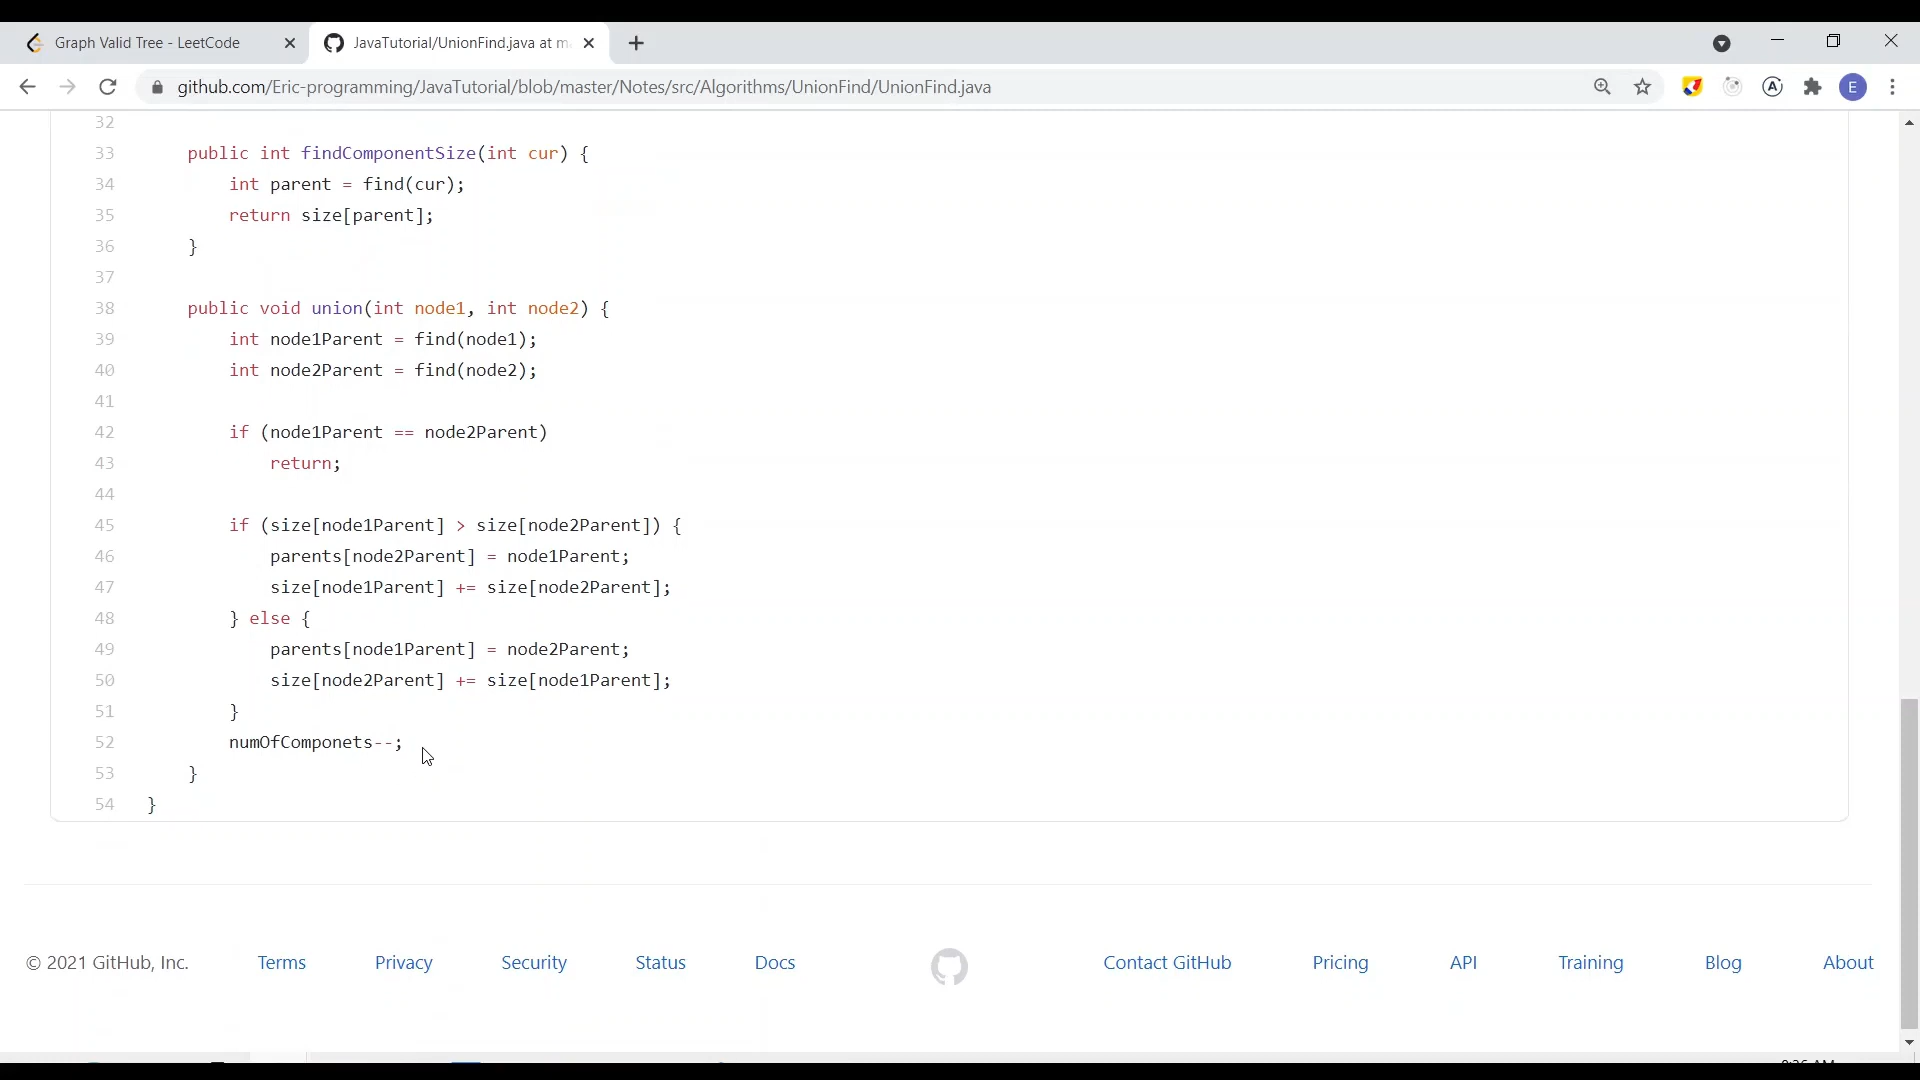 Graph Valid Tree - LeetCode
JavaTutorial/UnionFind.java at m
github.com/Eric-programming/JavaTutorial/blob/master/Notes/src/Algorithms/UnionFind/UnionFind.java
A
E
32
33 public int findComponentSize(int cur) {
34 int parent = find(cur);
35 return size[parent];
36 }
37
38 public void union(int node1, int node2) {
39 int node1Parent = find(node1);
40 int node2Parent = find(node2);
41
42 if (node1Parent == node2Parent)
43 return;
44
45 if (size[node1Parent] > size[node2Parent]) {
46 parents[node2Parent] = node1Parent;
47 size[node1Parent] += size[node2Parent];
48 } else {
49 parents[node1Parent] = node2Parent;
50 size[node2Parent] += size[node1Parent];
51 }
52 numOfComponets--;
53 }
54 }
© 2021 GitHub, Inc. Terms Privacy Security Status Docs Contact GitHub Pricing API Training Blog About